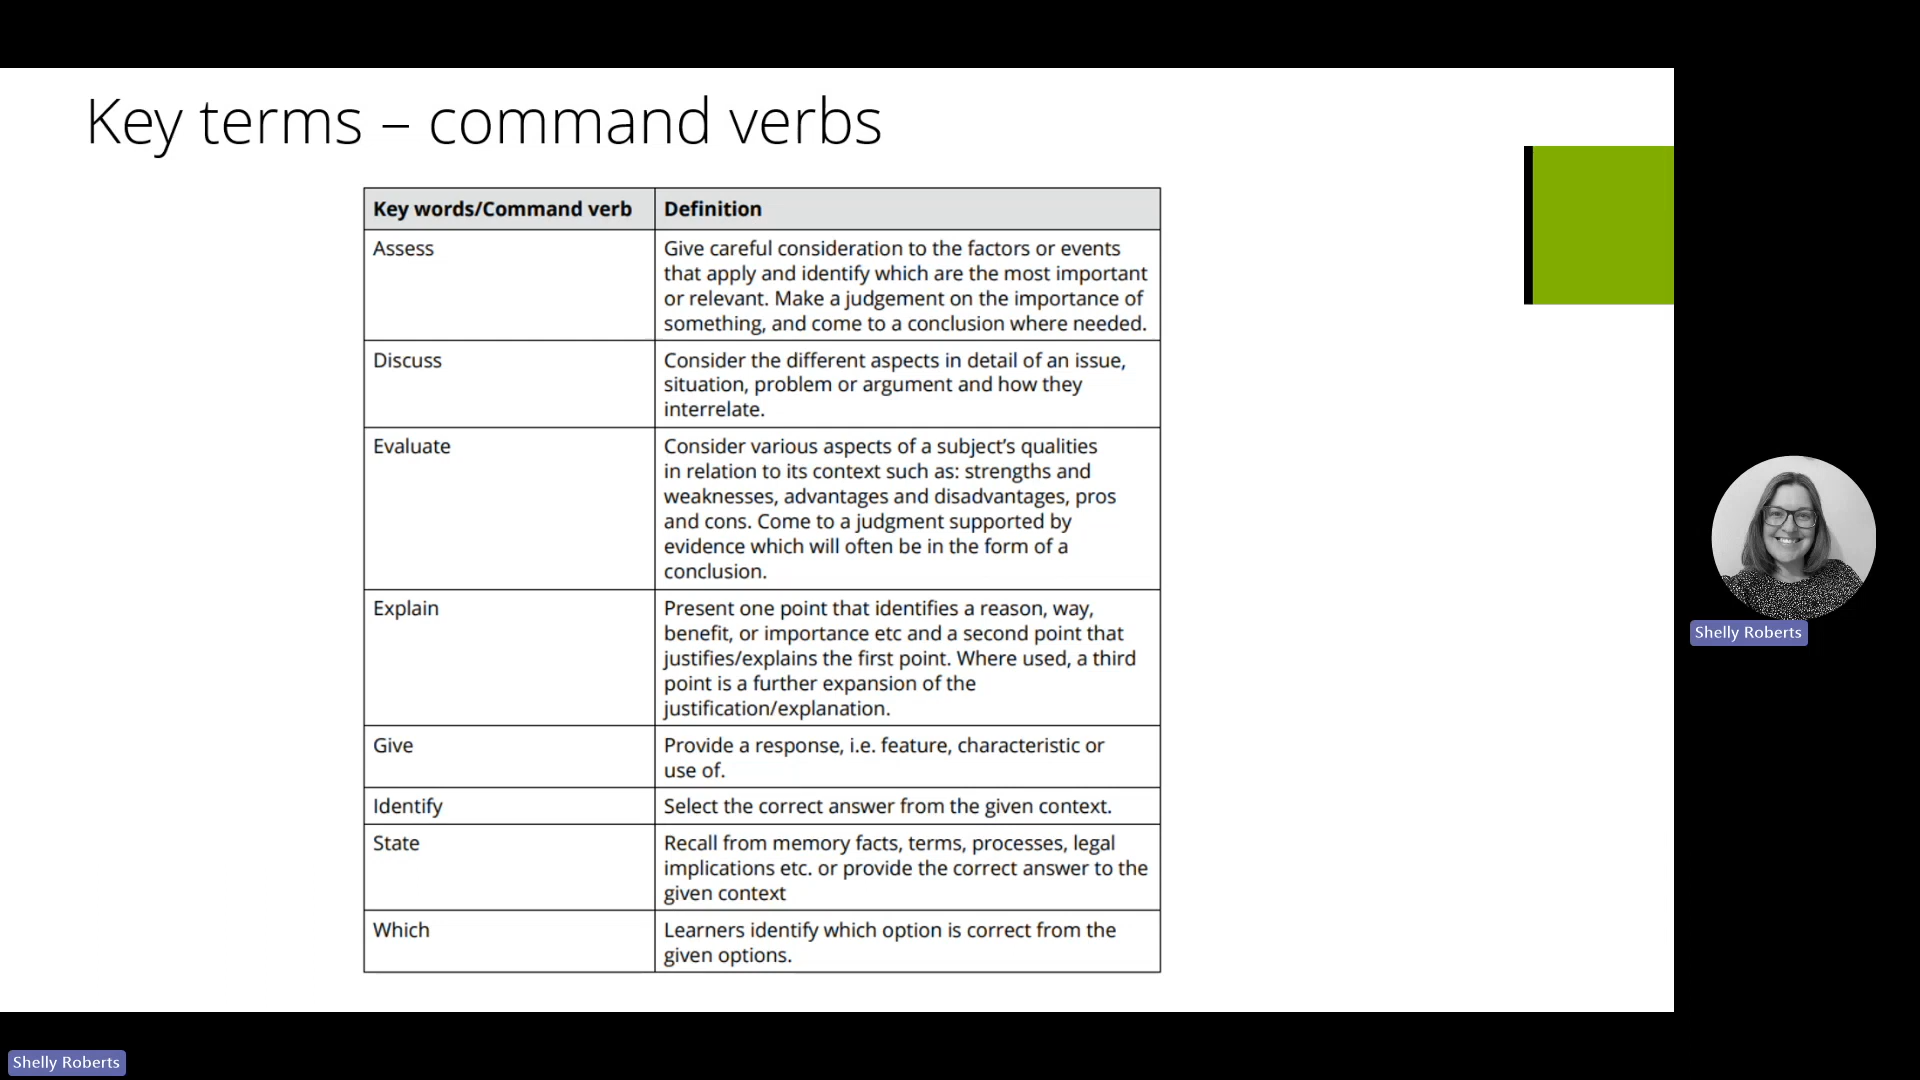 Key terms – command verbs
Key words/Command verb
Definition
Assess
Give careful consideration to the factors or events
that apply and identify which are the most important
or relevant. Make a judgement on the importance of
something, and come to a conclusion where needed.
Discuss
Consider the different aspects in detail of an issue,
situation, problem or argument and how they
interrelate.
Evaluate
Consider various aspects of a subject’s qualities
in relation to its context such as: strengths and
weaknesses, advantages and disadvantages, pros
and cons. Come to a judgment supported by
evidence which will often be in the form of a
conclusion.
Explain
Present one point that identifies a reason, way,
benefit, or importance etc and a second point that
justifies/explains the first point. Where used, a third
point is a further expansion of the
justification/explanation.
Give
Provide a response, i.e. feature, characteristic or
use of.
Identify
Select the correct answer from the given context.
State
Recall from memory facts, terms, processes, legal
implications etc. or provide the correct answer to the
given context
Which
Learners identify which option is correct from the
given options.
Shelly Roberts
Shelly Roberts